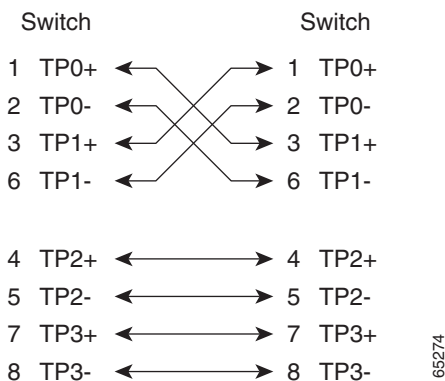 Switch Switch
1 TP0+ 1 TP0+
2 TP0- 2 TP0-
3 TP1+ 3 TP1+
6 TP1- 6 TP1-
4 TP2+ 4 TP2+
5 TP2- 5 TP2-
7 TP3+ 7 TP3+
8 TP3- 8 TP3-
65274